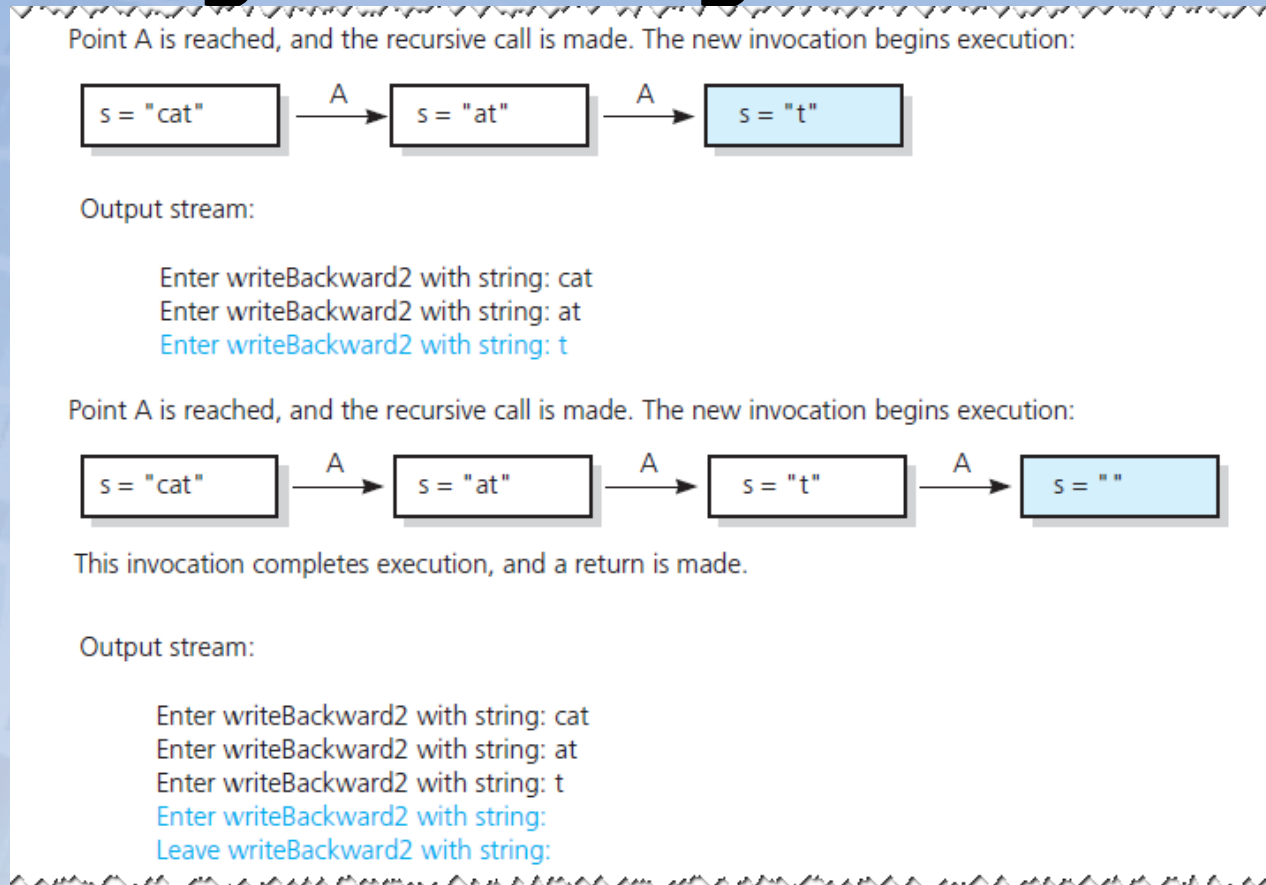 Point A is reached, and the recursive call is made. The new invocation begins execution:
s = "cat" A s = "at" A s = "t"
Output stream:
Enter writeBackward2 with string: cat
Enter writeBackward2 with string: at
Enter writeBackward2 with string: t
Point A is reached, and the recursive call is made. The new invocation begins execution:
s = "cat" A s = "at" A s = "t" A s = " "
This invocation completes execution, and a return is made.
Output stream:
Enter writeBackward2 with string: cat
Enter writeBackward2 with string: at
Enter writeBackward2 with string: t
Enter writeBackward2 with string:
Leave writeBackward2 with string: